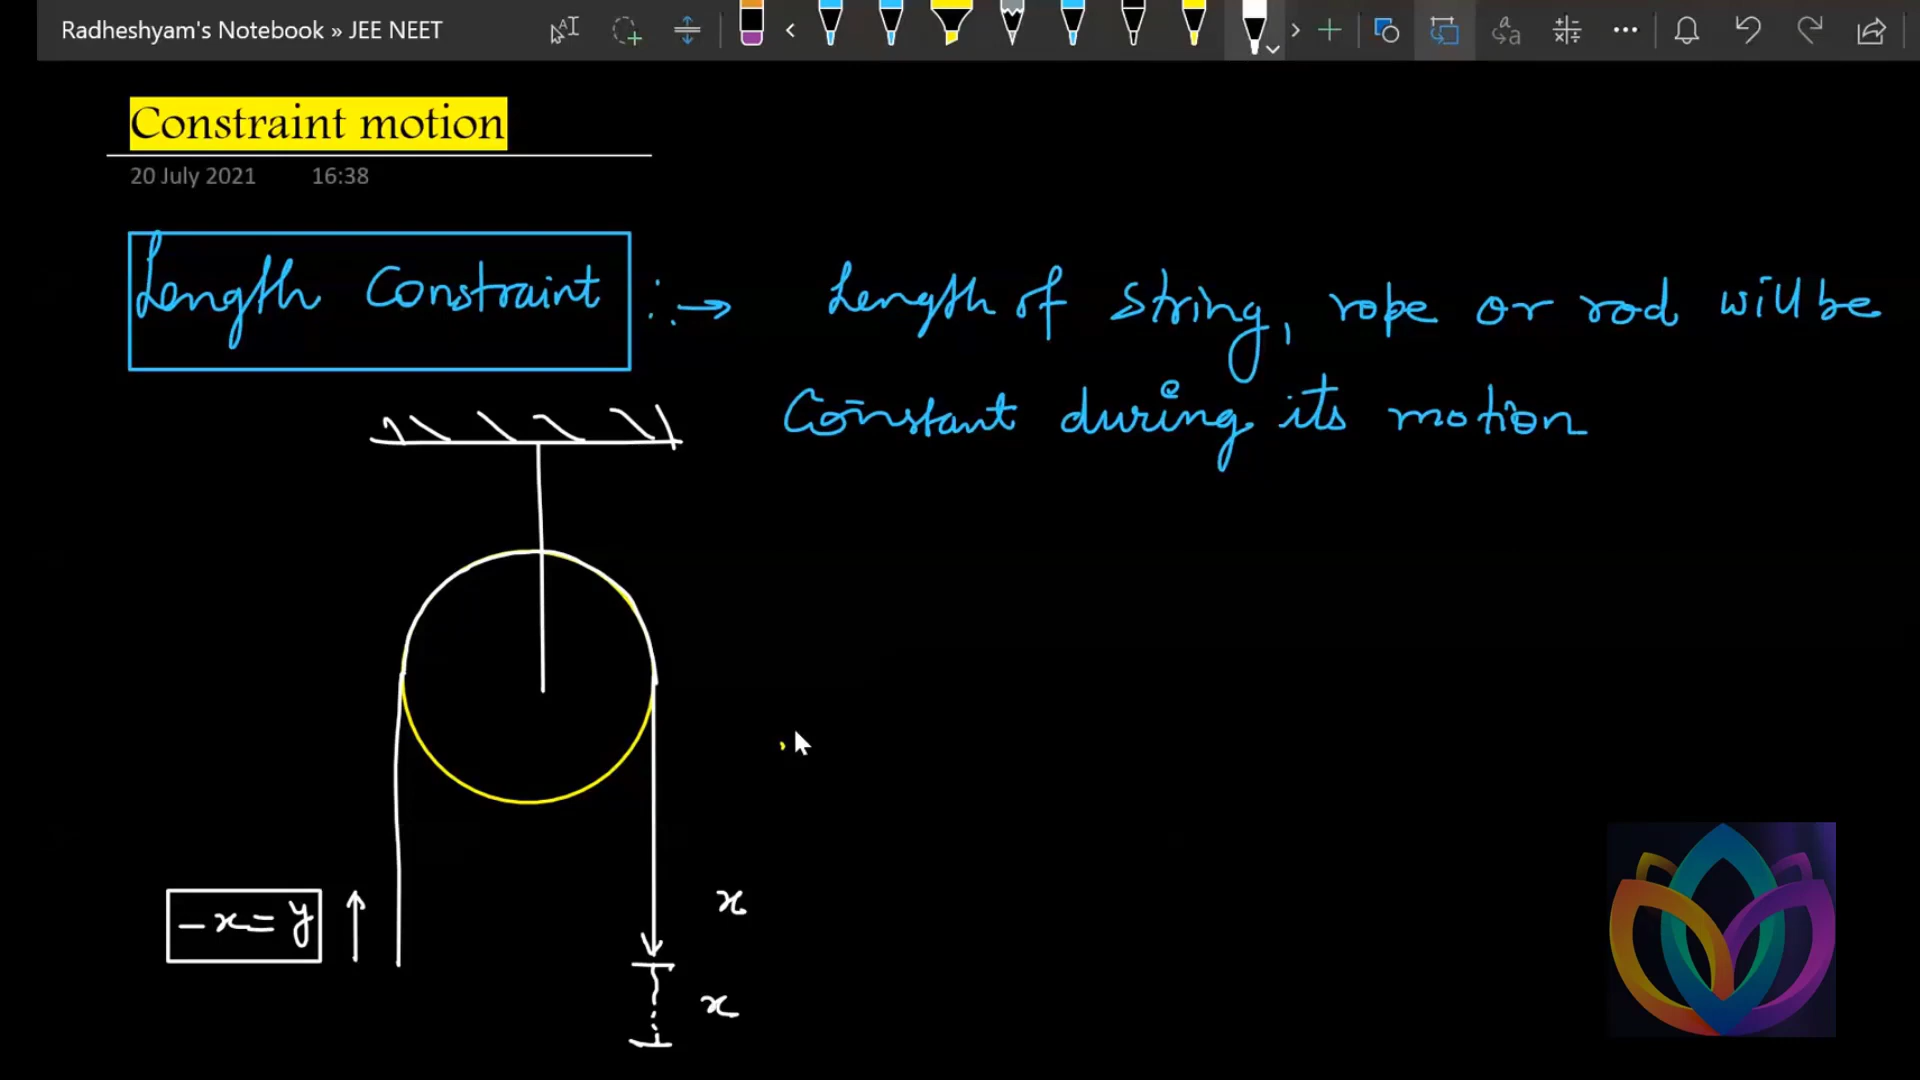 Radheshyam's Notebook » JEE NEET
Constraint motion
20 July 2021 16:38
Length Constraint :→ Length of string, rope or rod will be
Constant during its motion
x
-x = y ↑
x